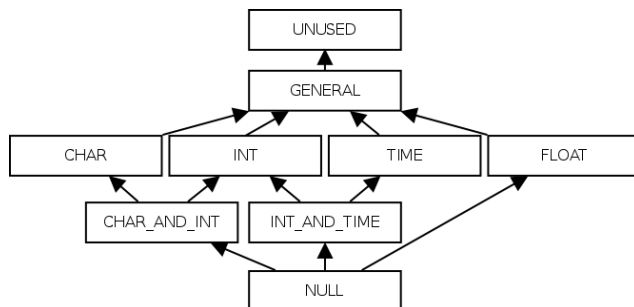 UNUSED
GENERAL
CHAR
INT
TIME
FLOAT
CHAR_AND_INT
INT_AND_TIME
NULL